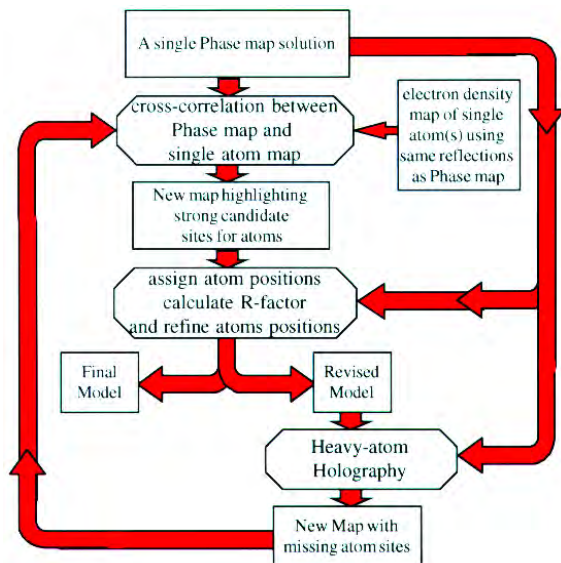 A single Phase map solution
cross-correlation between
Phase map and
single atom map
electron density
map of single
atom(s) using
same reflections
as Phase map
New map highlighting
strong candidate
sites for atoms
assign atom positions
calculate R-factor
and refine atoms positions
Final
Model
Revised
Model
Heavy-atom
Holography
New Map with
missing atom sites